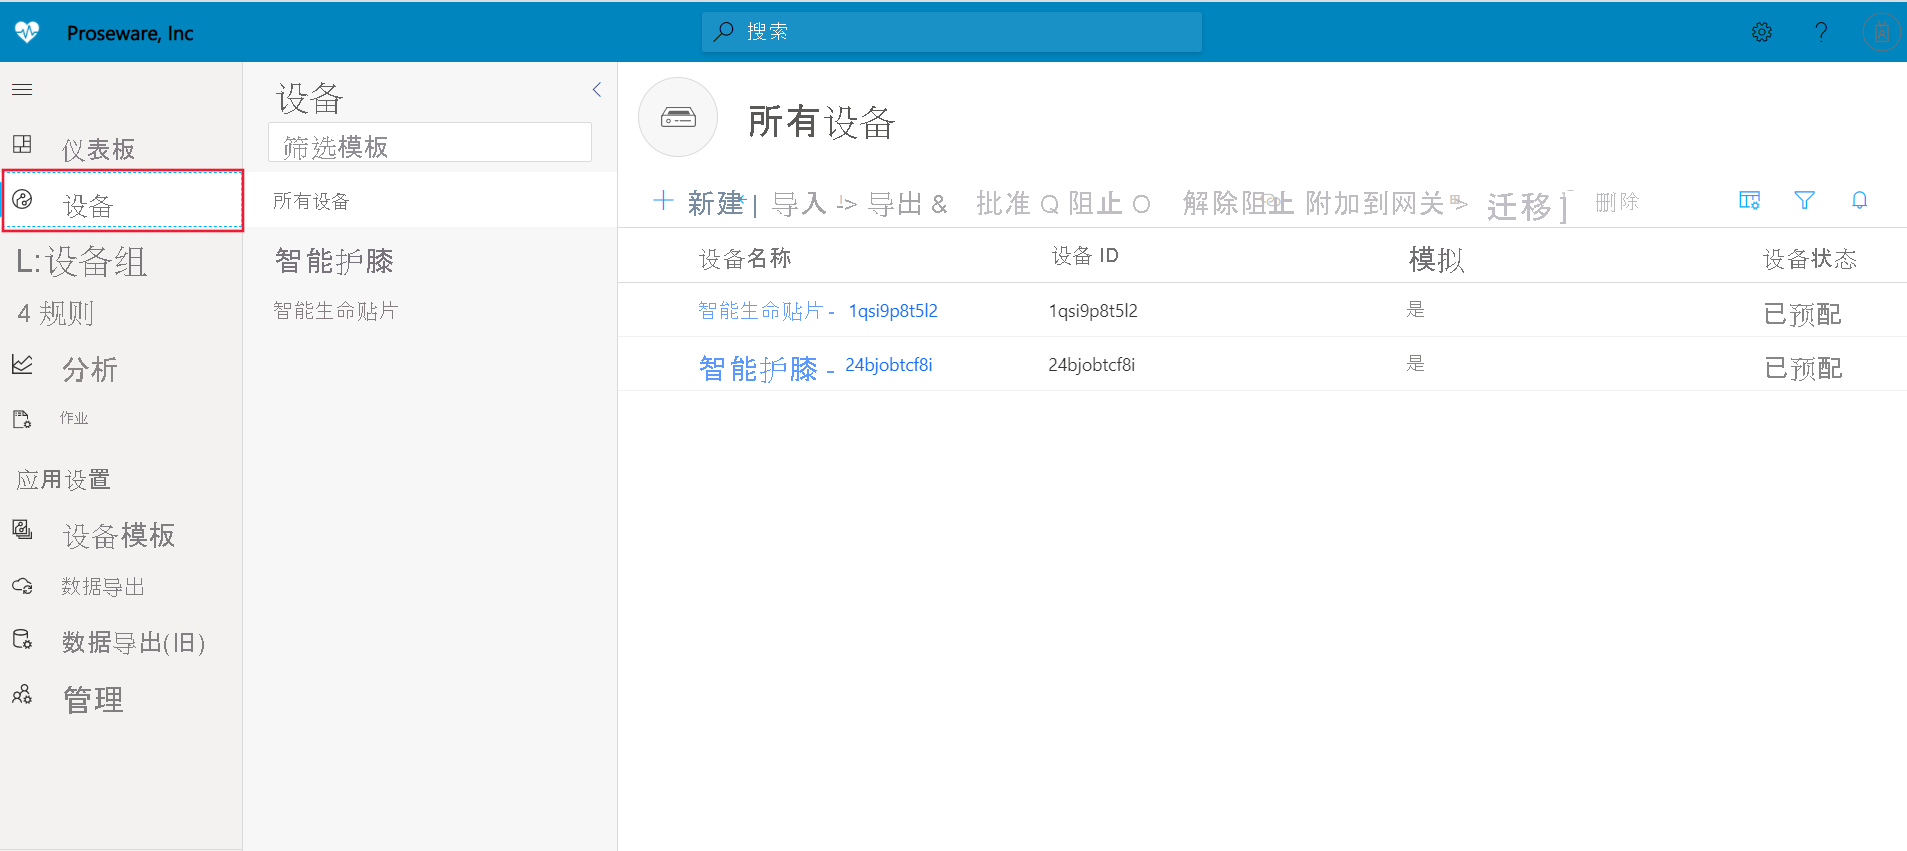 Proseware, Inc
搜索
仪表板
设备
L:设备组
4 规则
分析
作业
应用设置
设备模板
数据导出
数据导出(旧)
管理
设备
筛选模板
所有设备
智能护膝
智能生命贴片
所有设备
新建 | 导入 -> 导出 & 批准 Q 阻止 O 解除阻止 附加到网关 > 迁移 ] 删除
设备名称 设备 ID 模拟 设备状态
智能生命贴片 - 1qsi9p8t5l2 1qsi9p8t5l2 是 已预配
智能护膝 - 24bjobtcf8i 24bjobtcf8i 是 已预配